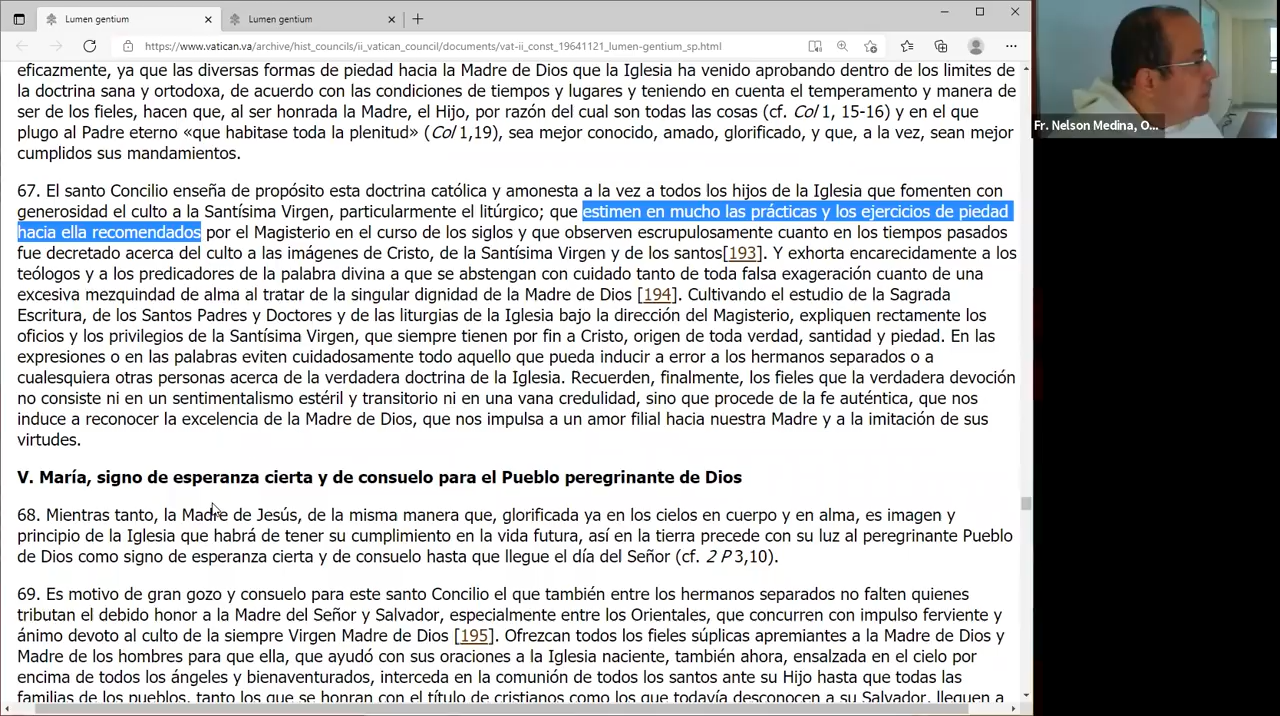 Lumen gentium
Lumen gentium
https://www.vatican.va/archive/hist_councils/ii_vatican_council/documents/vat-ii_const_19641121_lumen-gentium_sp.html
Fr. Nelson Medina, O...
eficazmente, ya que las diversas formas de piedad hacia la Madre de Dios que la Iglesia ha venido aprobando dentro de los limites de
la doctrina sana y ortodoxa, de acuerdo con las condiciones de tiempos y lugares y teniendo en cuenta el temperamento y manera de
ser de los fieles, hacen que, al ser honrada la Madre, el Hijo, por razón del cual son todas las cosas (cf. Col 1, 15-16) y en el que
plugo al Padre eterno «que habitase toda la plenitud» (Col 1,19), sea mejor conocido, amado, glorificado, y que, a la vez, sean mejor
cumplidos sus mandamientos.
67. El santo Concilio enseña de propósito esta doctrina católica y amonesta a la vez a todos los hijos de la Iglesia que fomenten con
generosidad el culto a la Santísima Virgen, particularmente el litúrgico; que estimen en mucho las prácticas y los ejercicios de piedad
hacia ella recomendados por el Magisterio en el curso de los siglos y que observen escrupulosamente cuanto en los tiempos pasados
fue decretado acerca del culto a las imágenes de Cristo, de la Santísima Virgen y de los santos[193]. Y exhorta encarecidamente a los
teólogos y a los predicadores de la palabra divina a que se abstengan con cuidado tanto de toda falsa exageración cuanto de una
excesiva mezquindad de alma al tratar de la singular dignidad de la Madre de Dios [194]. Cultivando el estudio de la Sagrada
Escritura, de los Santos Padres y Doctores y de las liturgias de la Iglesia bajo la dirección del Magisterio, expliquen rectamente los
oficios y los privilegios de la Santísima Virgen, que siempre tienen por fin a Cristo, origen de toda verdad, santidad y piedad. En las
expresiones o en las palabras eviten cuidadosamente todo aquello que pueda inducir a error a los hermanos separados o a
cualesquiera otras personas acerca de la verdadera doctrina de la Iglesia. Recuerden, finalmente, los fieles que la verdadera devoción
no consiste ni en un sentimentalismo estéril y transitorio ni en una vana credulidad, sino que procede de la fe auténtica, que nos
induce a reconocer la excelencia de la Madre de Dios, que nos impulsa a un amor filial hacia nuestra Madre y a la imitación de sus
virtudes.
V. María, signo de esperanza cierta y de consuelo para el Pueblo peregrinante de Dios
68. Mientras tanto, la Madre de Jesús, de la misma manera que, glorificada ya en los cielos en cuerpo y en alma, es imagen y
principio de la Iglesia que habrá de tener su cumplimiento en la vida futura, así en la tierra precede con su luz al peregrinante Pueblo
de Dios como signo de esperanza cierta y de consuelo hasta que llegue el día del Señor (cf. 2 P 3,10).
69. Es motivo de gran gozo y consuelo para este santo Concilio el que también entre los hermanos separados no falten quienes
tributan el debido honor a la Madre del Señor y Salvador, especialmente entre los Orientales, que concurren con impulso ferviente y
ánimo devoto al culto de la siempre Virgen Madre de Dios [195]. Ofrezcan todos los fieles súplicas apremiantes a la Madre de Dios y
Madre de los hombres para que ella, que ayudó con sus oraciones a la Iglesia naciente, también ahora, ensalzada en el cielo por
encima de todos los ángeles y bienaventurados, interceda en la comunión de todos los santos ante su Hijo hasta que todas las
familias de los pueblos, tanto los que se honran con el título de cristianos como los que todavía desconocen a su Salvador, lleguen a